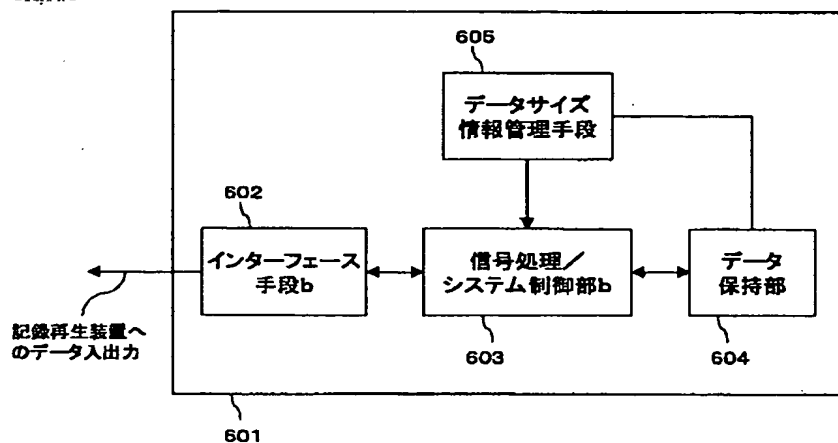 605
データサイズ
情報管理手段
602
インターフェース
手段b
信号処理／
システム制御部b
データ
保持部
記録再生装置へ
のデータ入出力
603
604
601